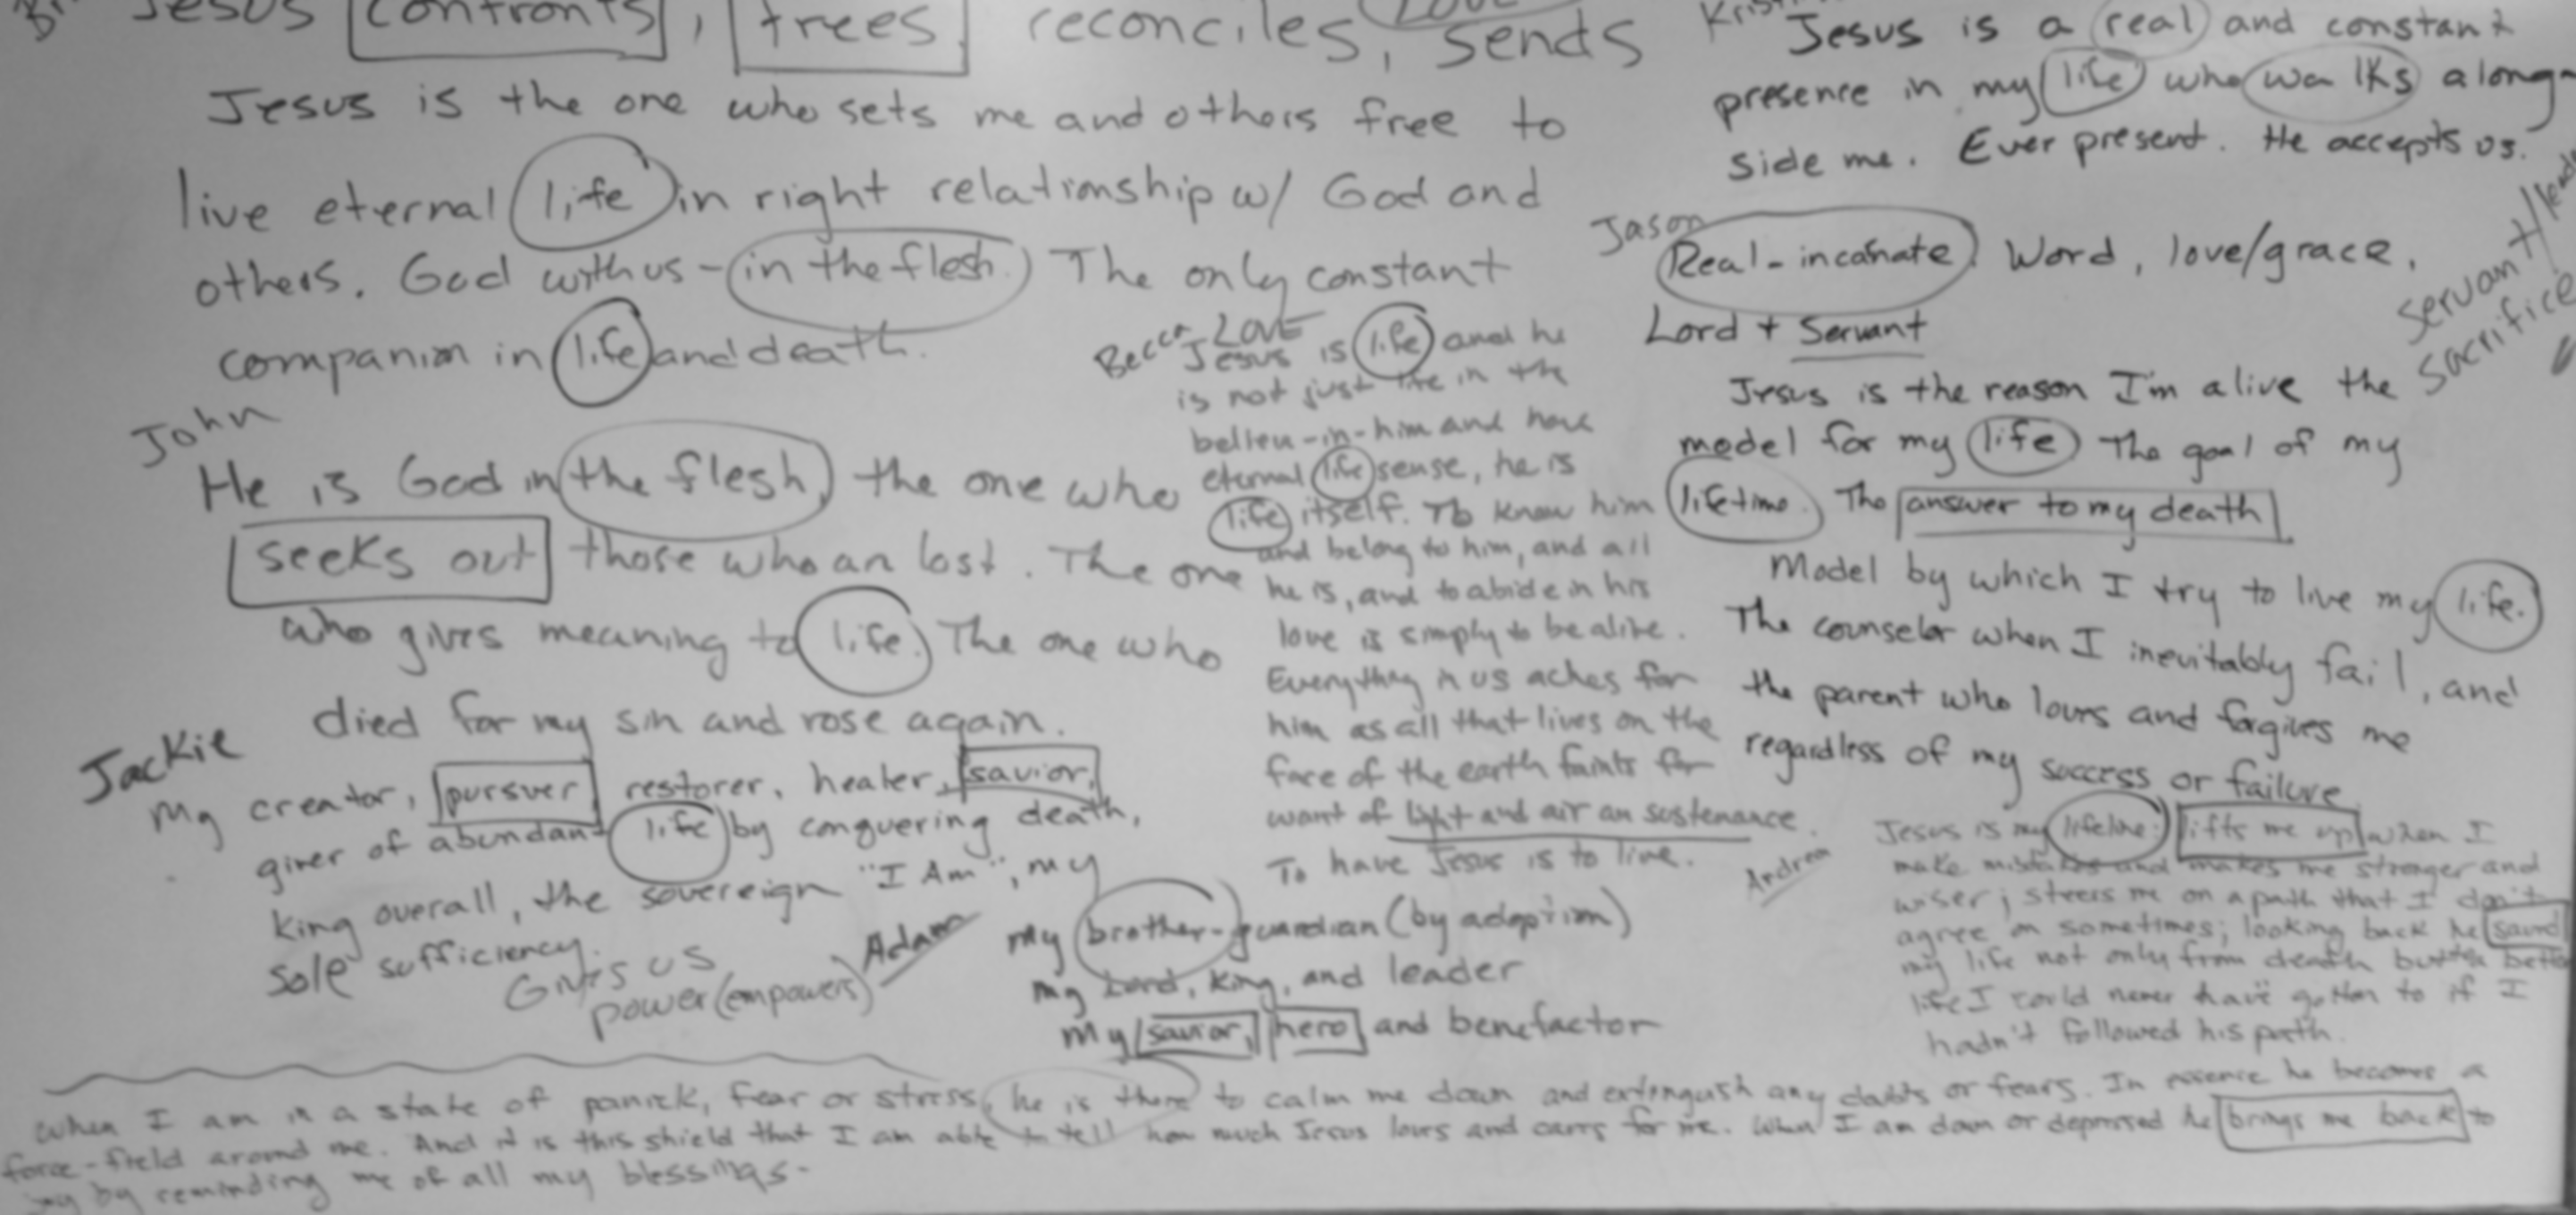 Jesus confronts, frees, reconciles, sends
Love
Jesus is the one who sets me and others free to
live eternal life in right relationship w/ God and
others. God with us - in the flesh. The only constant
companion in life and death.
John
He is God in the flesh, the one who
seeks out those who an lost. The one
who gives meaning to life. The one who
died for my sin and rose again.
Jackie
My creator, pursuer, restorer, healer, savior,
giver of abundant life by conquering death,
king overall, the sovereign "I Am", my
sole sufficiency.
Gives us
power (empowers)
Becca
LOVE
Jesus is life and he
is not just life in the
believe-in-him and have
eternal life sense, he is
life itself. To know him
and belong to him, and all
he is, and to abide in his
love is simply to be alive.
Everything in us aches for
him as all that lives on the
face of the earth faints for
want of light and air an sustenance.
To have Jesus is to live.
Adam
My brother-guardian (by adoption)
my Lord, king, and leader
My savior, hero, and benefactor
Jesus is a real and constant
presence in my life who walks along-
side me. Ever present. He accepts us.
Jason
Real-incarnate. Word, love/grace,
Lord + Servant
Servant
sacrifice
Jesus is the reason I'm alive the
model for my life The goal of my
lifetime. The answer to my death
Model by which I try to live my life.
The counselor when I inevitably fail, and
the parent who loves and forgives me
regardless of my success or failure.
Andrea
Jesus is my lifeline: lifts me up when I
make mistakes and makes me stronger and
wiser; steers me on a path that I don't
agree on sometimes; looking back he saved
my life not only from death but the better
life I could never have gotten to if I
hadn't followed his path.
When I am in a state of panick, fear or stress, he is there to calm me down and extinguish any doubts or fears. In essence he becomes a
force-field around me. And it is this shield that I am able to tell how much Jesus loves and cares for me. When I am down or depressed he brings me back to
joy by reminding me of all my blessings.